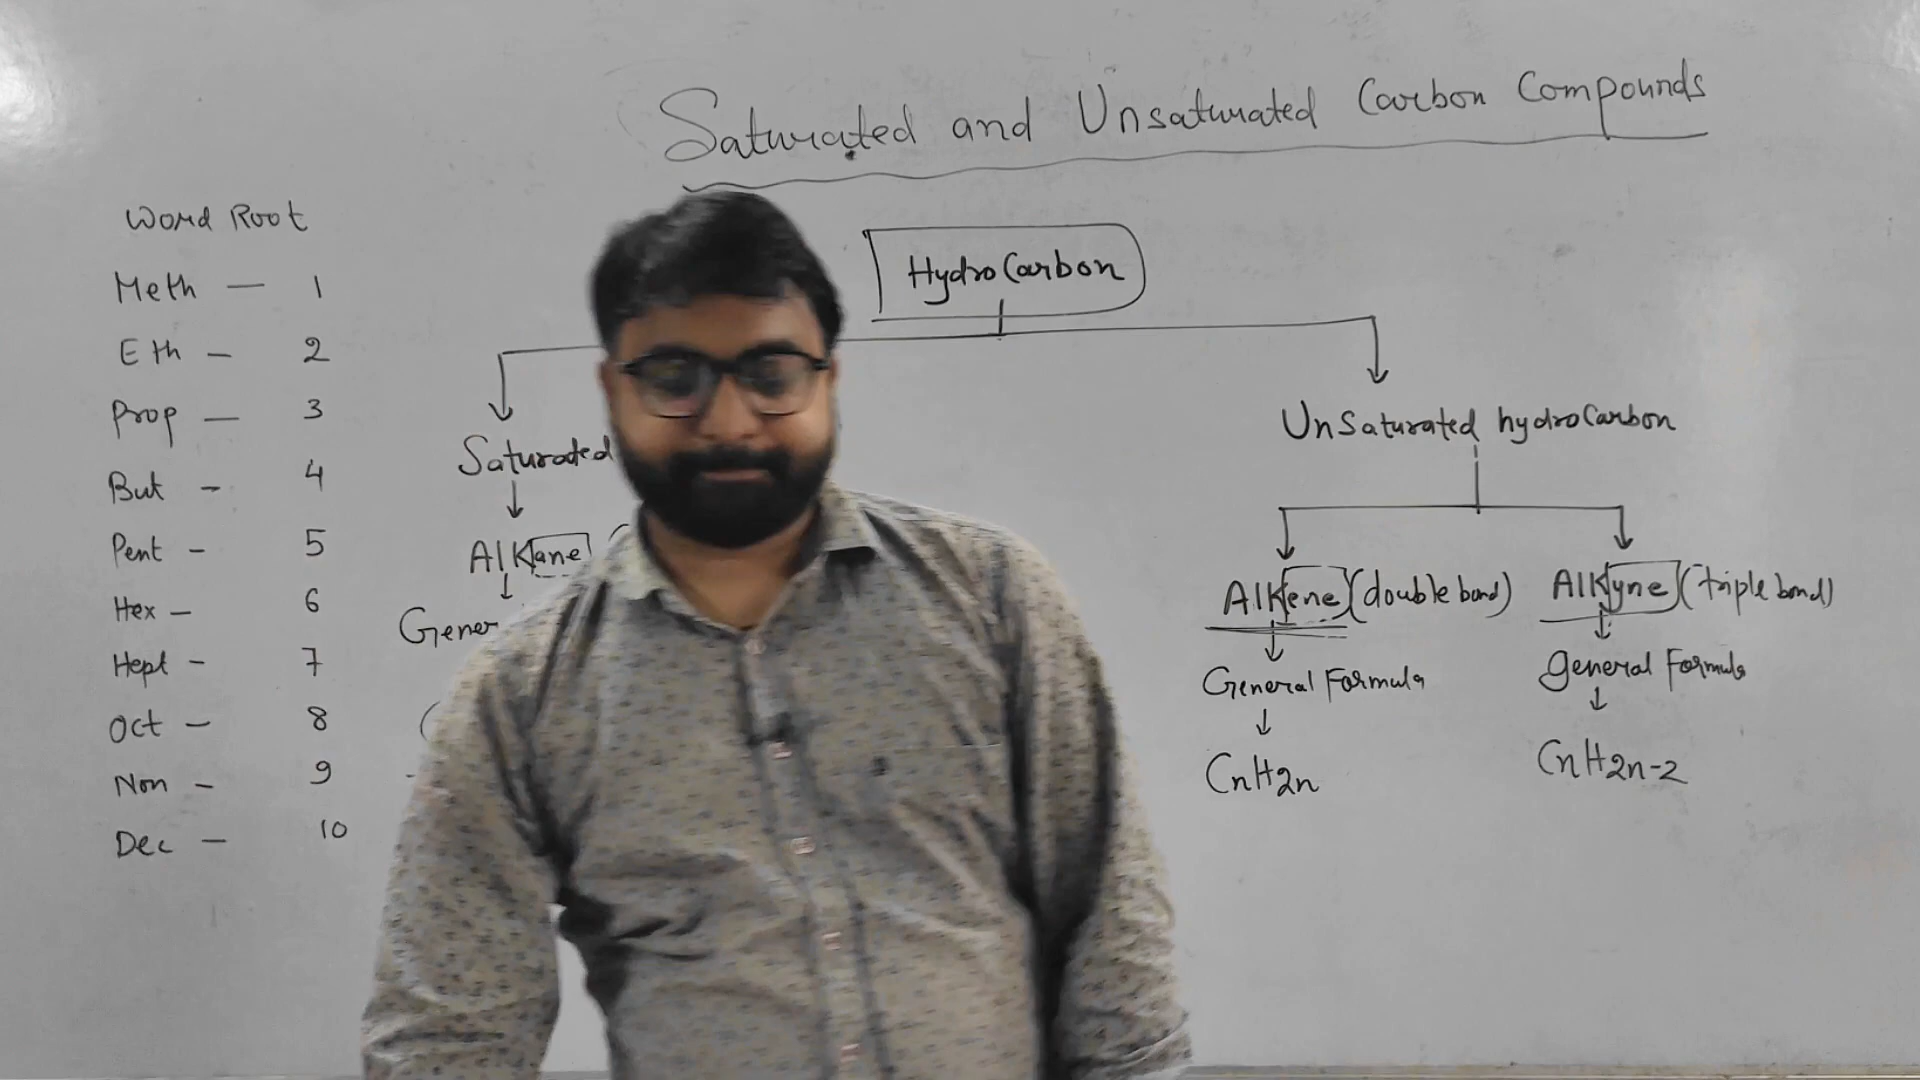 Saturated and Unsaturated Carbon Compounds
Word Root
Meth — 1
Eth — 2
Prop — 3
But - 4
Pent - 5
Hex — 6
Hept - 7
Oct - 8
Non - 9
Dec — 10
HydroCarbon
Saturated
Alkane
Gener
UnSaturated hydroCarbon
Alkene (double bond)
General Formula
CnH2n
Alkyne (triple bond)
general Formula
CnH2n-2